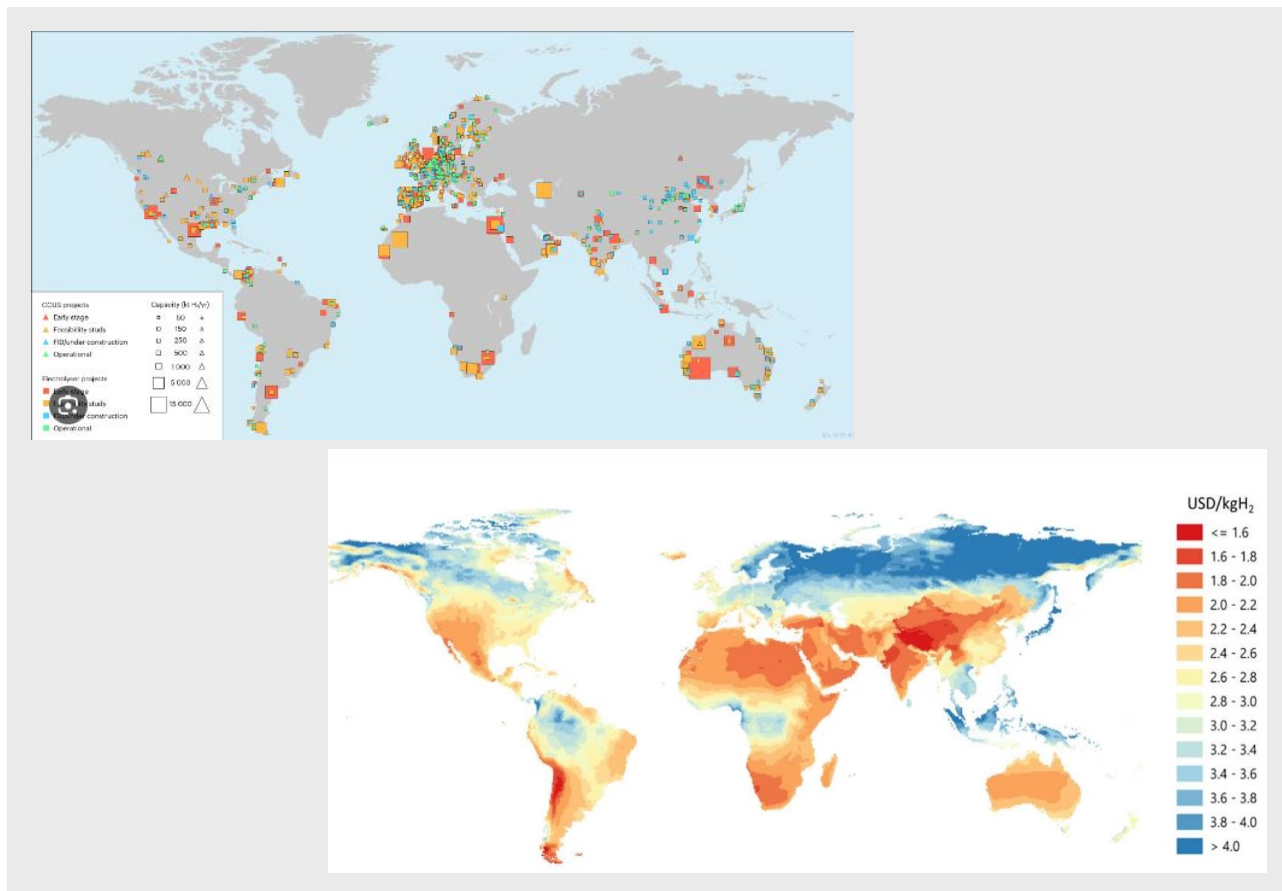 CCUS projects
Early stage
Feasibility study
FID/under construction
Operational
Capacity (kt H₂/yr)
50
150
250
500
1 000
5 000
15 000
Electrolyser projects
stage
study
construction
Operational
USD/kgH₂
<= 1.6
1.6 - 1.8
1.8 - 2.0
2.0 - 2.2
2.2 - 2.4
2.4 - 2.6
2.6 - 2.8
2.8 - 3.0
3.0 - 3.2
3.2 - 3.4
3.4 - 3.6
3.6 - 3.8
3.8 - 4.0
> 4.0